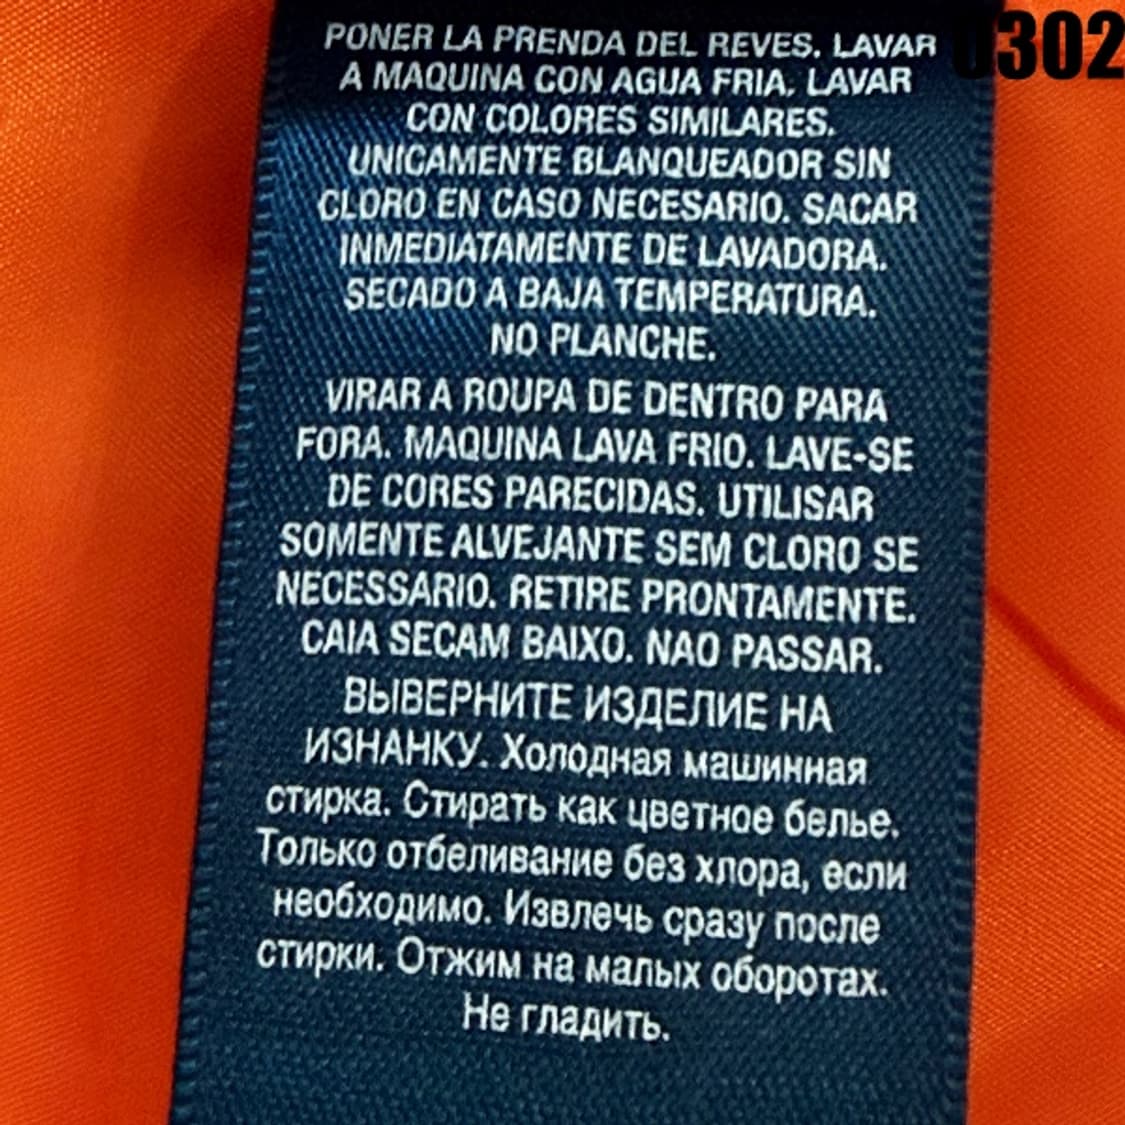 PONER LA PRENDA DEL REVES. LAVAR
A MAQUINA CON AGUA FRIA. LAVAR
CON COLORES SIMILARES.
UNICAMENTE BLANQUEADOR SIN
CLORO EN CASO NECESARIO. SACAR
INMEDIATAMENTE DE LAVADORA.
SECADO A BAJA TEMPERATURA.
NO PLANCHE.
VIRAR A ROUPA DE DENTRO PARA
FORA. MAQUINA LAVA FRIO. LAVE-SE
DE CORES PARECIDAS. UTILISAR
SOMENTE ALVEJANTE SEM CLORO SE
NECESSARIO. RETIRE PRONTAMENTE.
CAIA SECAM BAIXO. NAO PASSAR.
ВЫВЕРНИТЕ ИЗДЕЛИЕ НА
ИЗНАНКУ. Холодная машинная
стирка. Стирать как цветное белье.
Только отбеливание без хлора, если
необходимо. Извлечь сразу после
стирки. Отжим на малых оборотах.
Не гладить.
0302